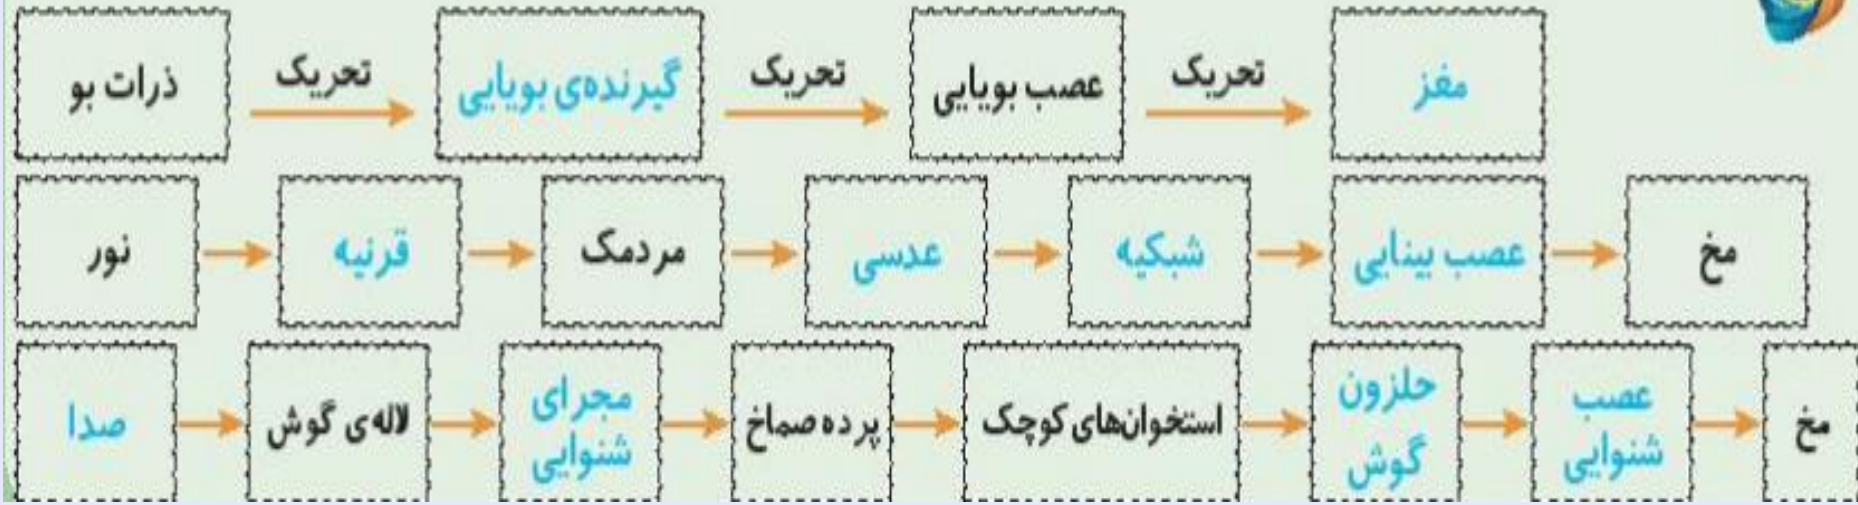 ذرات بو تحریک گیرنده‌ی بویایی تحریک عصب بویایی تحریک مغز
نور قرنیه مردمک عدسی شبکیه عصب بینایی مخ
صدا لاله‌ی گوش مجرای شنوایی پرده صماخ استخوان‌های کوچک حلزون گوش عصب شنوایی مخ